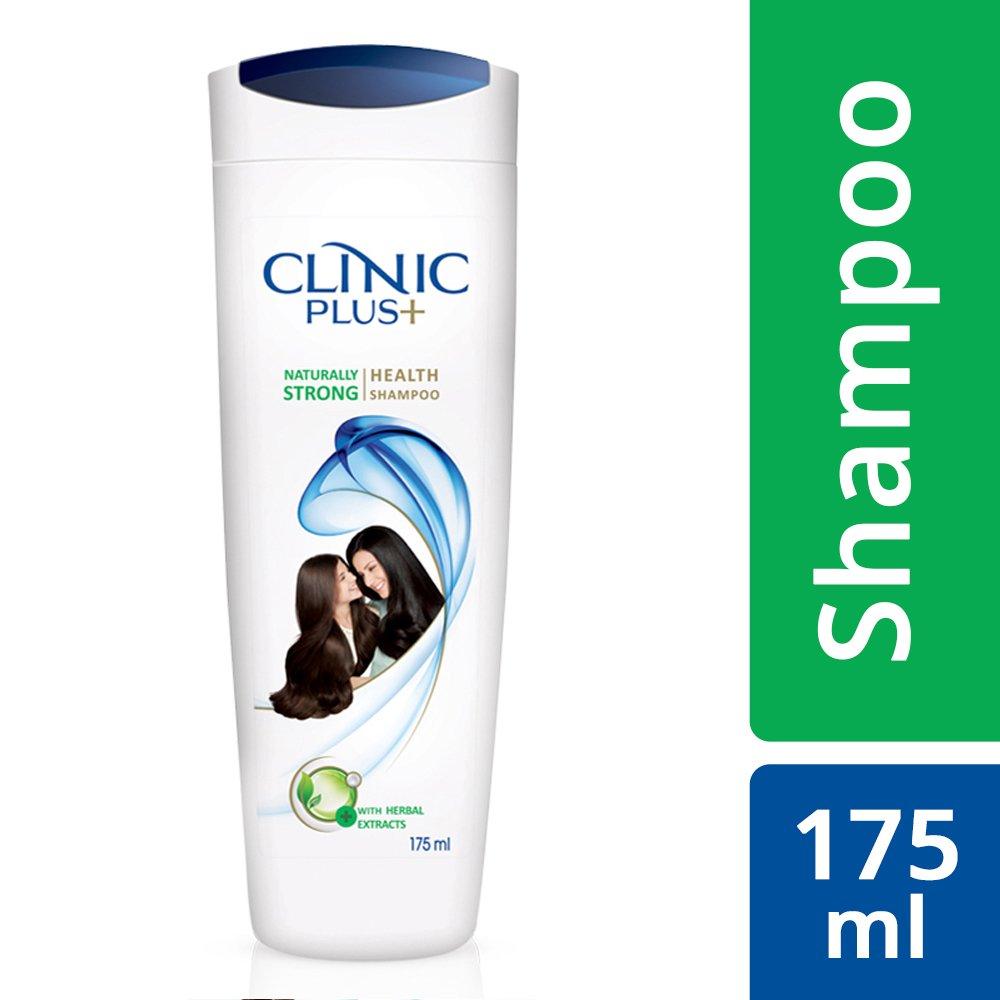 CLINIC
PLUS+
NATURALLY
STRONG
HEALTH
SHAMPOO
+ WITH HERBAL
EXTRACTS
175 ml
Shampoo
175
ml